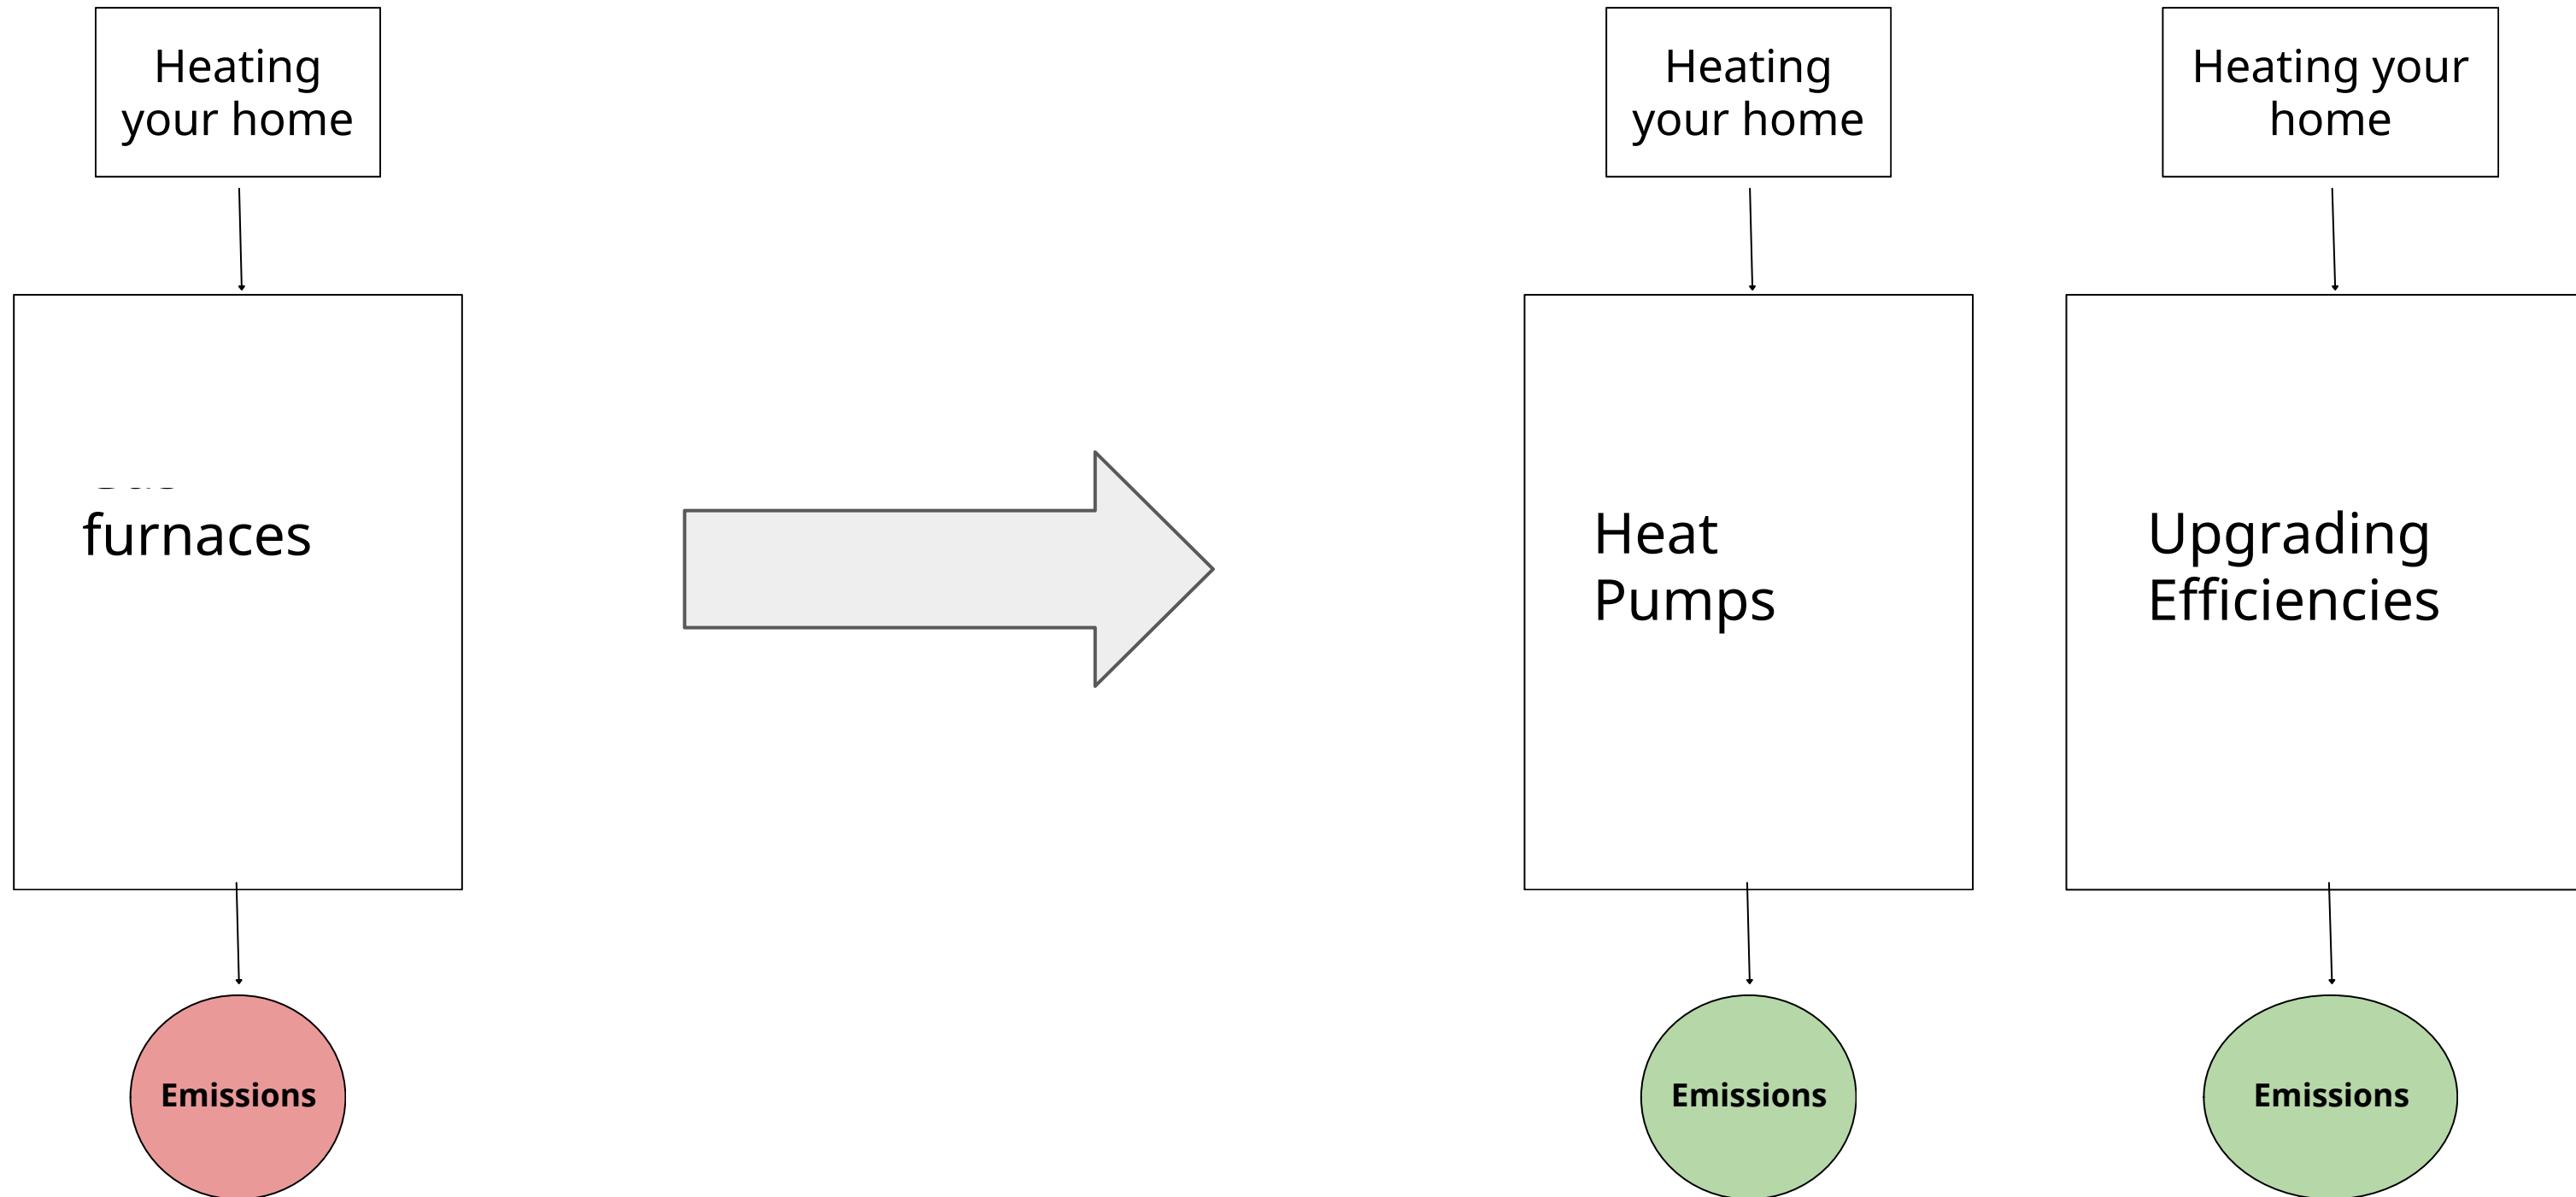 Heating
your home
furnaces
Emissions
Heating
your home
Heat
Pumps
Emissions
Heating your
home
Upgrading
Efficiencies
Emissions